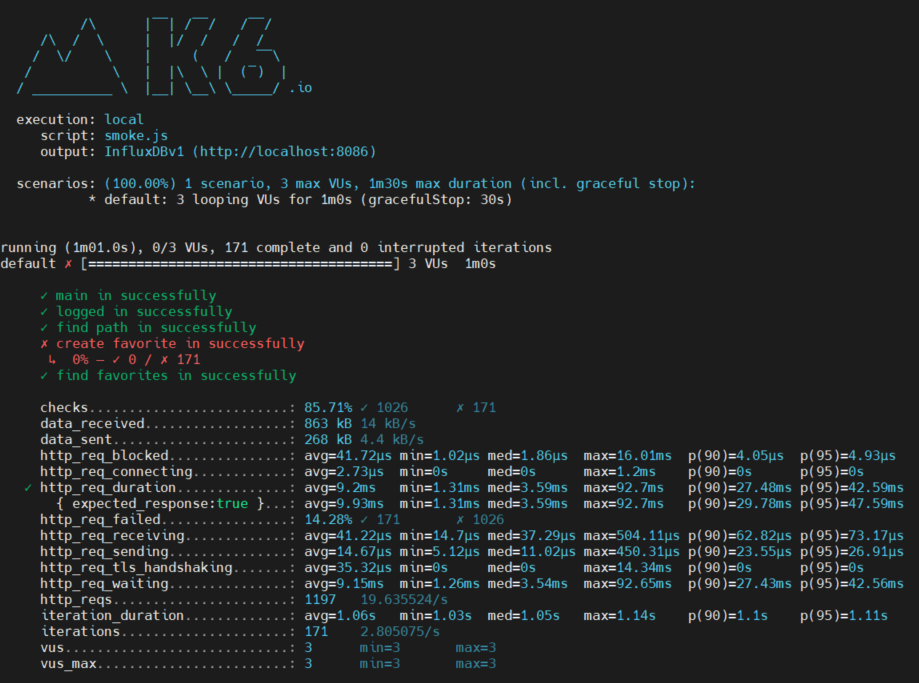 /\      |‾‾| /‾‾/   /‾‾/
     /\  /  \     |  |/  /   /  /
    /  \/    \    |     (   /   ‾‾\
   /          \   |  |\  \ |  (‾)  |
  / __________ \  |__| \__\ \_____/ .io
execution: local
script: smoke.js
output: InfluxDBv1 (http://localhost:8086)
scenarios: (100.00%) 1 scenario, 3 max VUs, 1m30s max duration (incl. graceful stop):
* default: 3 looping VUs for 1m0s (gracefulStop: 30s)
running (1m01.0s), 0/3 VUs, 171 complete and 0 interrupted iterations
default ✗ [======================================] 3 VUs  1m0s
✓ main in successfully
✓ logged in successfully
✓ find path in successfully
✗ create favorite in successfully
↳  0% — ✓ 0 / ✗ 171
✓ find favorites in successfully
checks.........................: 85.71% ✓ 1026      ✗ 171
data_received..................: 863 kB 14 kB/s
data_sent......................: 268 kB 4.4 kB/s
http_req_blocked...............: avg=41.72µs min=1.02µs med=1.86µs  max=16.01ms  p(90)=4.05µs  p(95)=4.93µs
http_req_connecting............: avg=2.73µs  min=0s     med=0s      max=1.2ms    p(90)=0s      p(95)=0s
✓ http_req_duration..............: avg=9.2ms   min=1.31ms med=3.59ms  max=92.7ms   p(90)=27.48ms p(95)=42.59ms
{ expected_response:true }...: avg=9.93ms  min=1.31ms med=3.59ms  max=92.7ms   p(90)=29.78ms p(95)=47.59ms
http_req_failed................: 14.28% ✓ 171       ✗ 1026
http_req_receiving.............: avg=41.22µs min=14.7µs med=37.29µs max=504.11µs p(90)=62.82µs p(95)=73.17µs
http_req_sending...............: avg=14.67µs min=5.12µs med=11.02µs max=450.31µs p(90)=23.55µs p(95)=26.91µs
http_req_tls_handshaking.......: avg=35.32µs min=0s     med=0s      max=14.34ms  p(90)=0s      p(95)=0s
http_req_waiting...............: avg=9.15ms  min=1.26ms med=3.54ms  max=92.65ms  p(90)=27.43ms p(95)=42.56ms
http_reqs......................: 1197   19.635524/s
iteration_duration.............: avg=1.06s   min=1.03s  med=1.05s   max=1.14s    p(90)=1.1s    p(95)=1.11s
iterations.....................: 171    2.805075/s
vus............................: 3      min=3       max=3
vus_max........................: 3      min=3       max=3